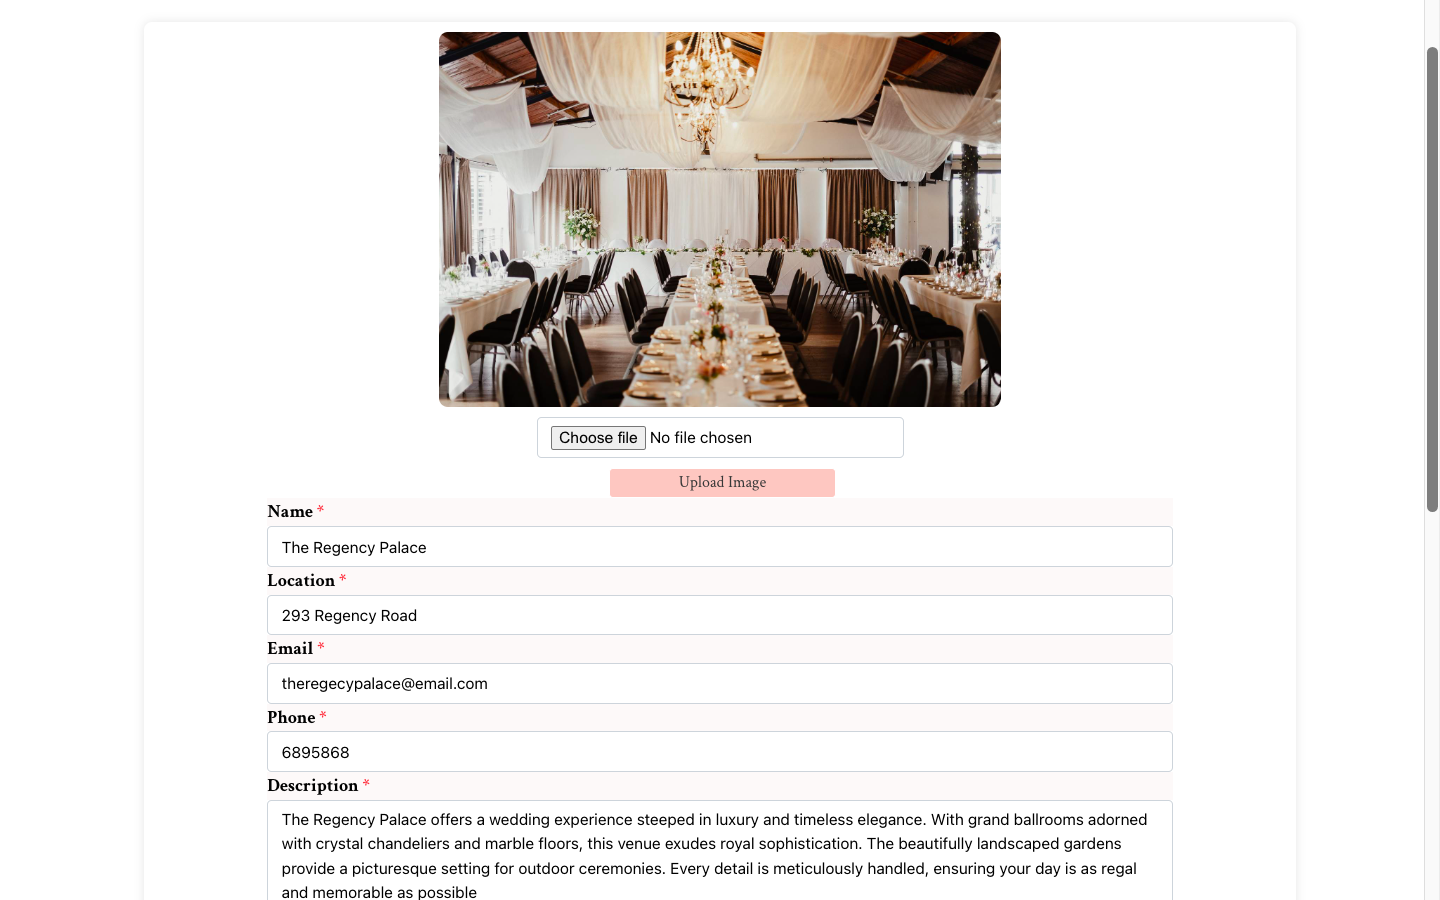 Choose file No file chosen
Upload Image
Name *
The Regency Palace
Location *
293 Regency Road
Email *
theregecypalace@email.com
Phone *
6895868
Description *
The Regency Palace offers a wedding experience steeped in luxury and timeless elegance. With grand ballrooms adorned
with crystal chandeliers and marble floors, this venue exudes royal sophistication. The beautifully landscaped gardens
provide a picturesque setting for outdoor ceremonies. Every detail is meticulously handled, ensuring your day is as regal
and memorable as possible